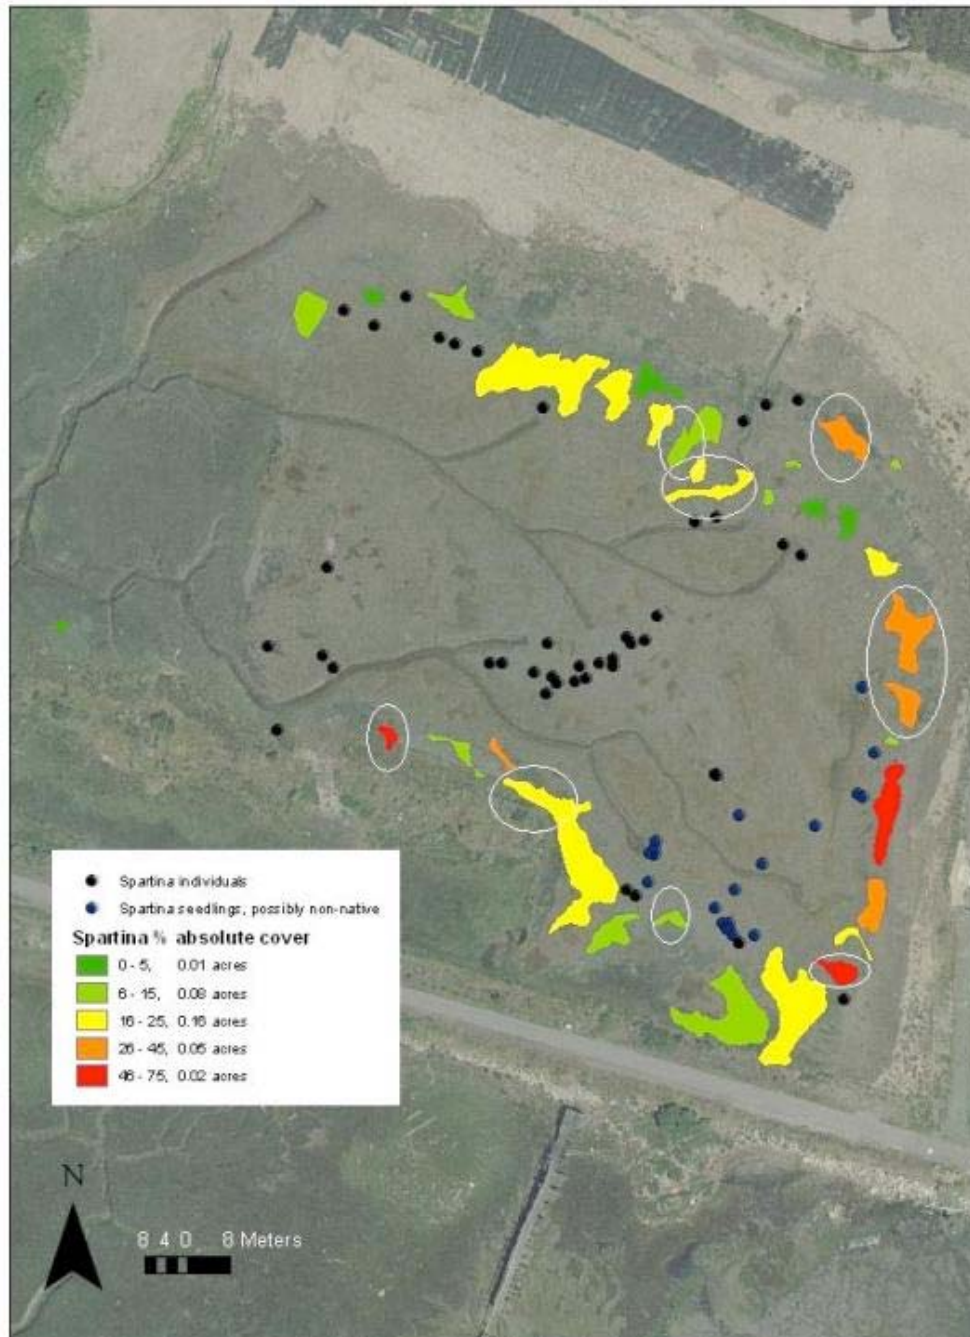 Spartina individuals
Spartina seedlings, possibly non-native
Spartina % absolute cover
0 - 5, 0.01 acres
6 - 15, 0.08 acres
16 - 25, 0.16 acres
26 - 45, 0.05 acres
46 - 75, 0.02 acres
N
8 4 0 8 Meters